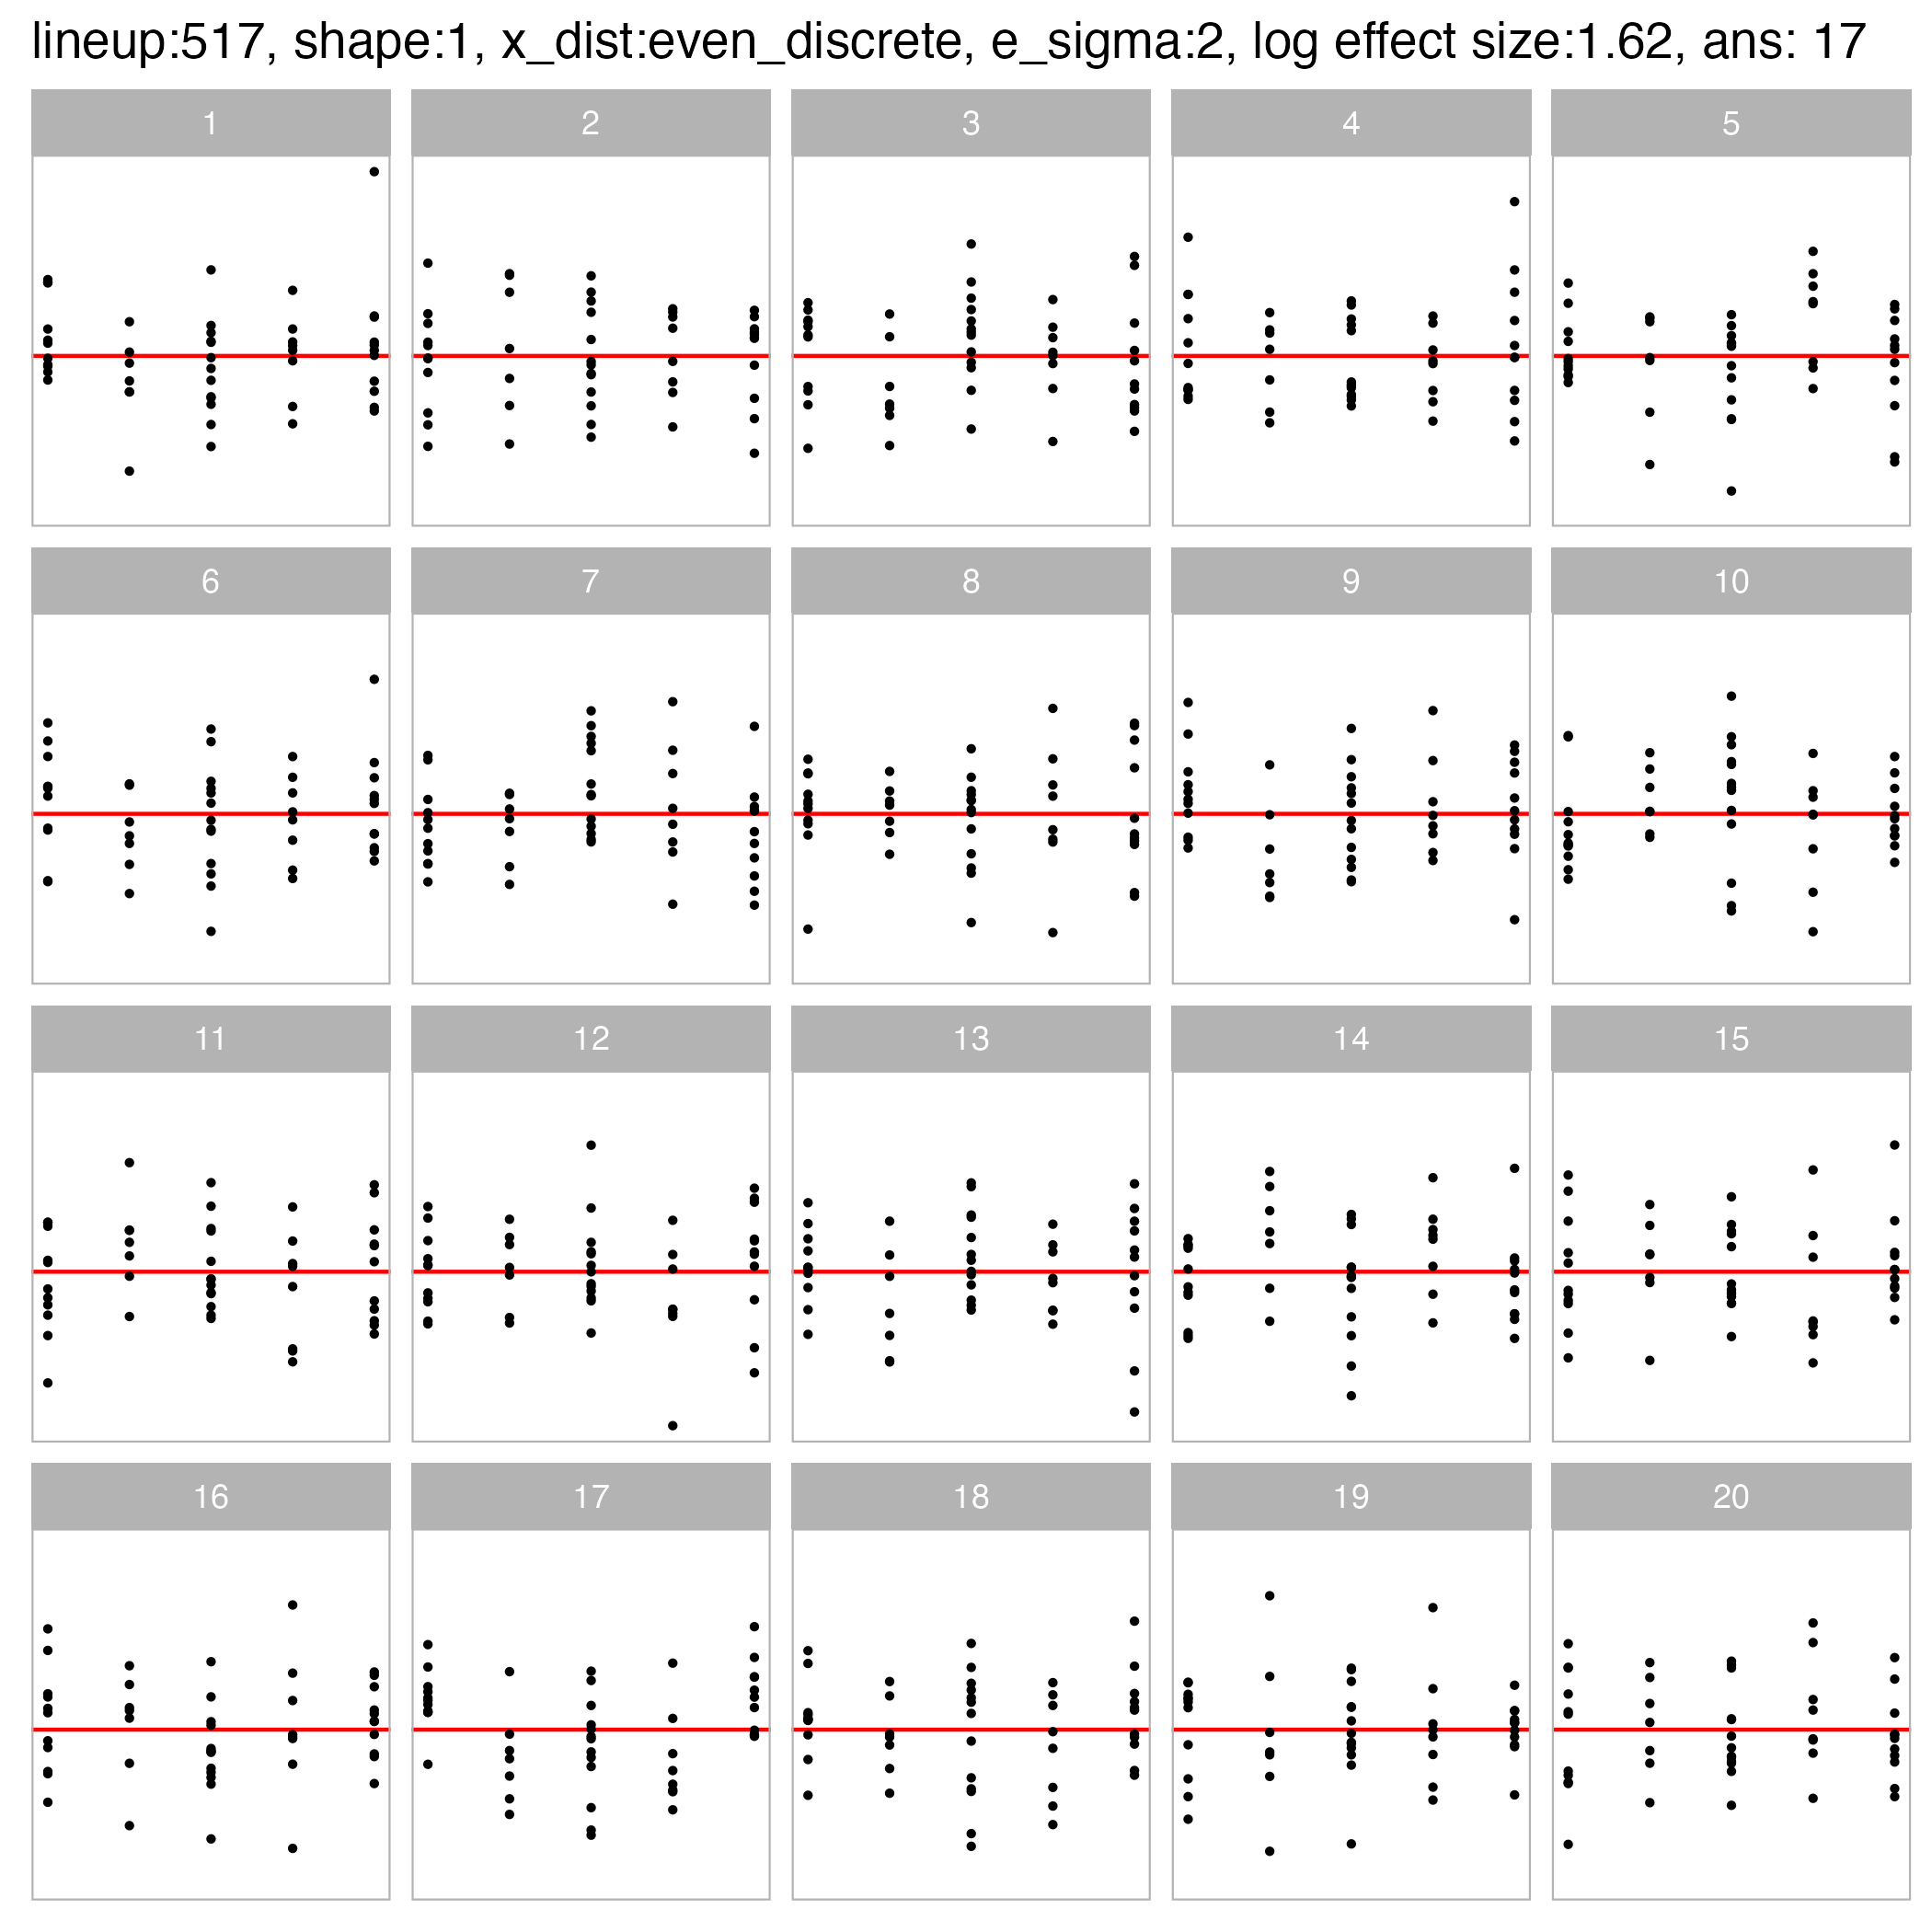 lineup:517, shape:1, x_dist:even_discrete, e_sigma:2, log effect size:1.62, ans: 17
1 2 3 4 5
6 7 8 9 10
11 12 13 14 15
16 17 18 19 20